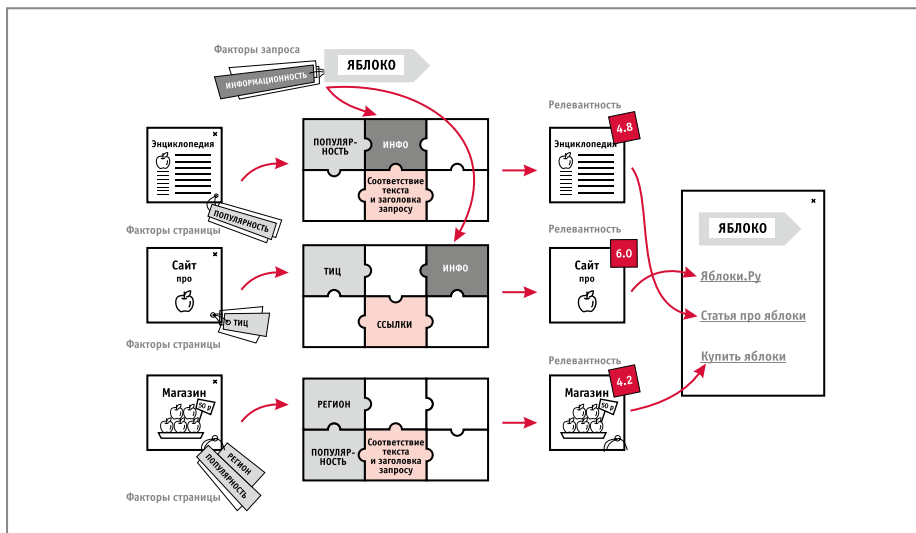 Факторы запроса
ЯБЛОКО
ИНФОРМАЦИОННОСТЬ
Энциклопедия
ПОПУЛЯРНОСТЬ
Факторы страницы
ПОПУЛЯР-
НОСТЬ
ИНФО
Соответствие
текста
и заголовка
запросу
Релевантность
4.8
Энциклопедия
Сайт
про
ТИЦ
Факторы страницы
ТИЦ
ИНФО
ССЫЛКИ
Релевантность
6.0
Сайт
про
Магазин
50 р
РЕГИОН
ПОПУЛЯРНОСТЬ
Факторы страницы
РЕГИОН
ПОПУЛЯР-
НОСТЬ
Соответствие
текста
и заголовка
запросу
Релевантность
4.2
Магазин
50 р
ЯБЛОКО
Яблоки.Ру
Статья про яблоки
Купить яблоки